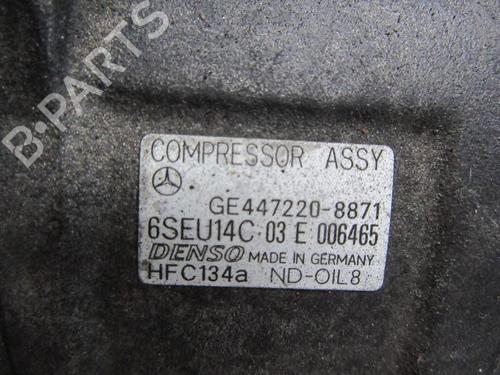 B-PARTS
COMPRESSOR ASSY
GE447220-8871
6SEU14C 03 E 006465
DENSO MADE IN GERMANY
HFC134a ND-OIL8